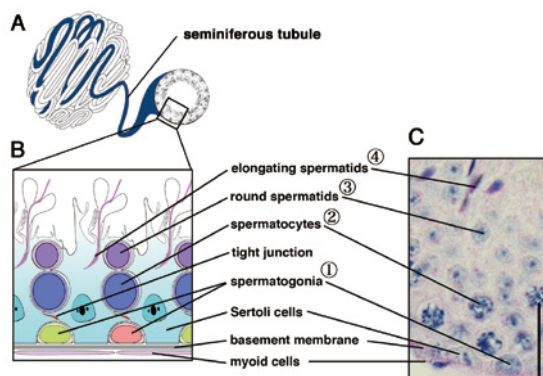 A
seminiferous tubule
B
C
elongating spermatids ④
round spermatids ③
spermatocytes ②
tight junction
spermatogonia ①
Sertoli cells
basement membrane
myoid cells